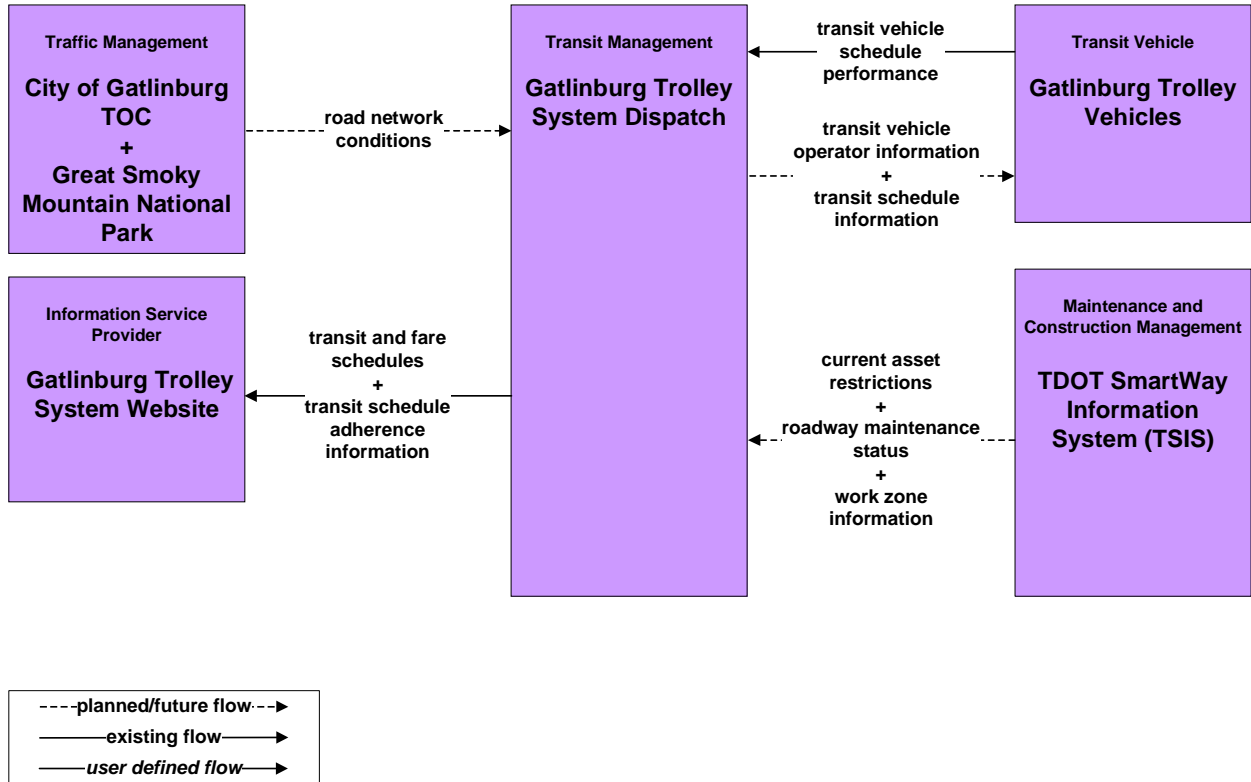 Traffic Management
City of Gatlinburg
TOC
+
Great Smoky
Mountain National
Park
road network
conditions
Transit Management
Gatlinburg Trolley
System Dispatch
transit vehicle
schedule
performance
transit vehicle
operator information
+
transit schedule
information
Transit Vehicle
Gatlinburg Trolley
Vehicles
Information Service
Provider
Gatlinburg Trolley
System Website
transit and fare
schedules
+
transit schedule
adherence
information
current asset
restrictions
+
roadway maintenance
status
+
work zone
information
Maintenance and
Construction Management
TDOT SmartWay
Information
System (TSIS)
planned/future flow
existing flow
user defined flow